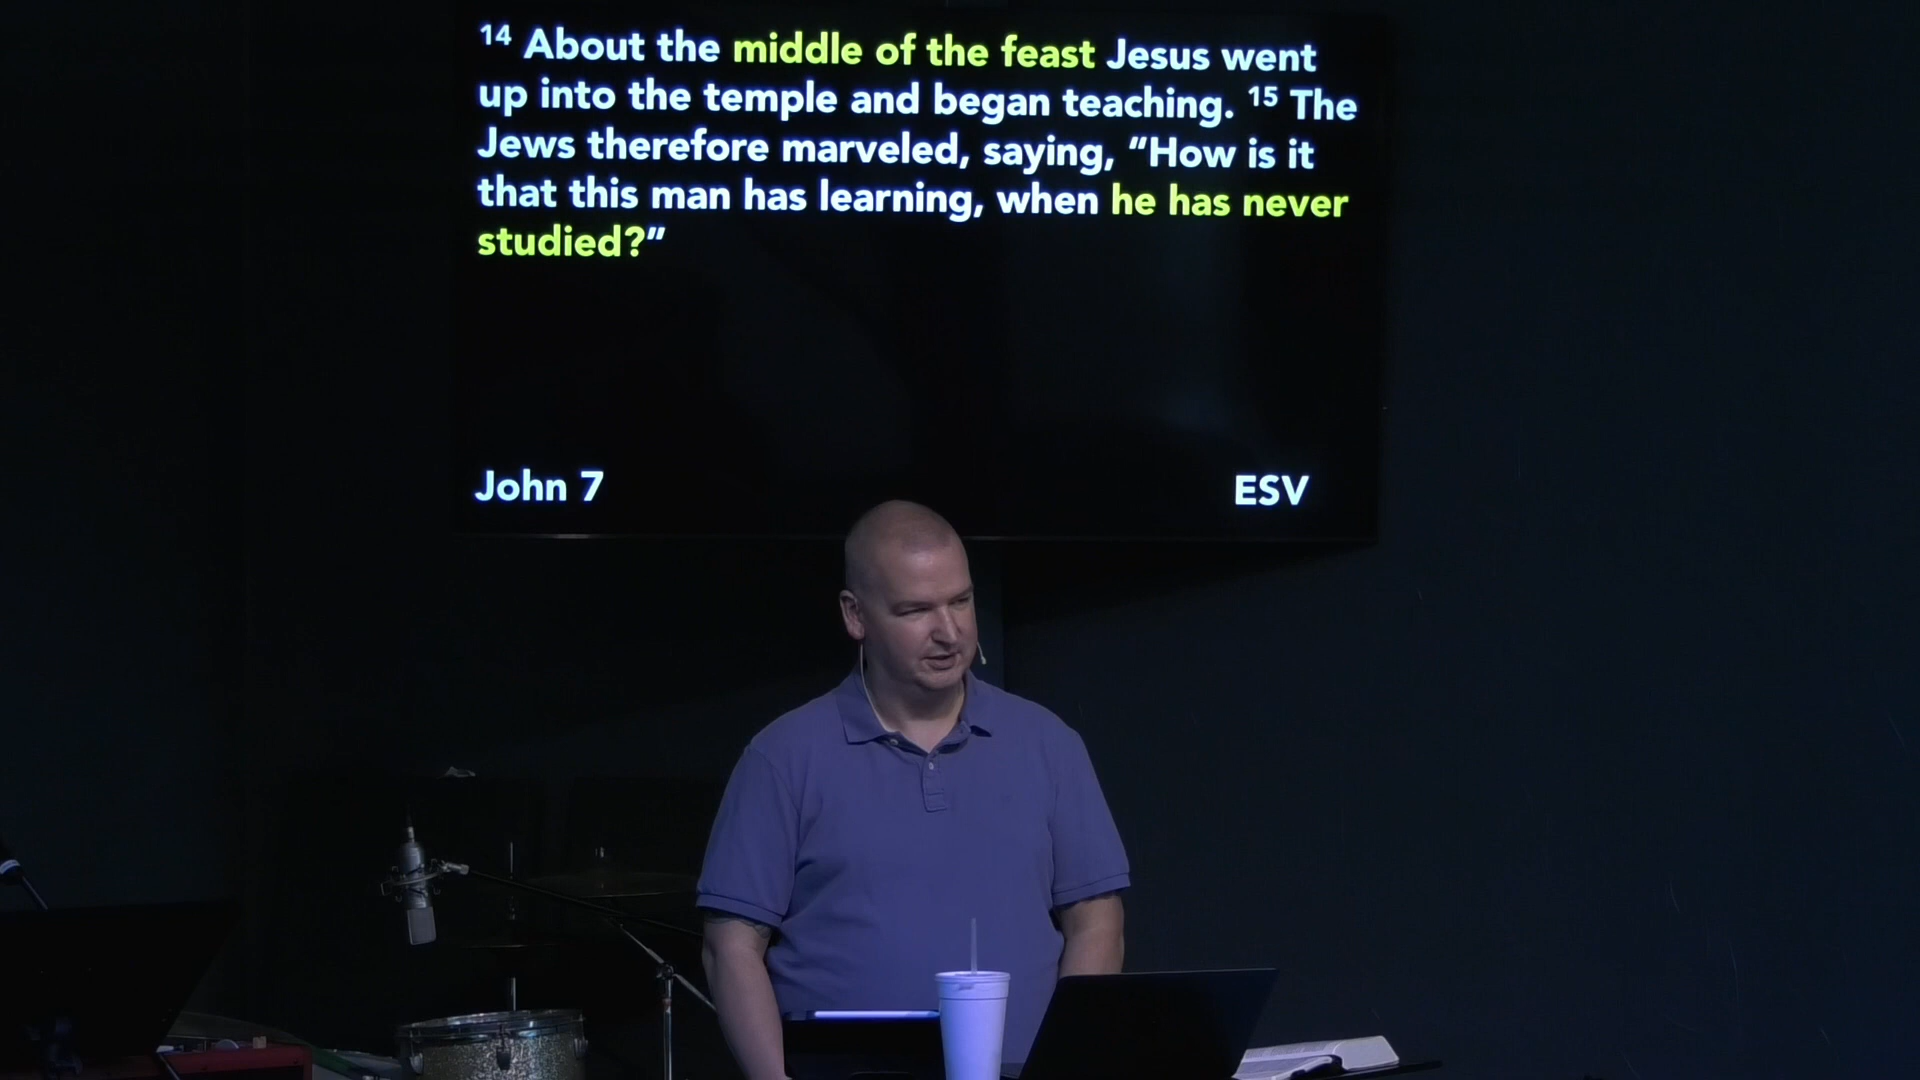 14 About the middle of the feast Jesus went
up into the temple and began teaching. 15 The
Jews therefore marveled, saying, “How is it
that this man has learning, when he has never
studied?”
John 7
ESV